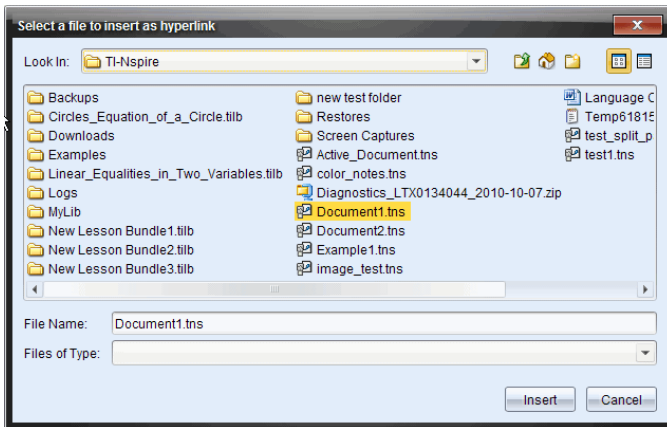 Select a file to insert as hyperlink
Look In: TI-Nspire
Backups
Circles_Equation_of_a_Circle.tilb
Downloads
Examples
Linear_Equalities_in_Two_Variables.tilb
Logs
MyLib
New Lesson Bundle1.tilb
New Lesson Bundle2.tilb
New Lesson Bundle3.tilb
new test folder
Restores
Screen Captures
Active_Document.tns
color_notes.tns
Diagnostics_LTX0134044_2010-10-07.zip
Document1.tns
Document2.tns
Example1.tns
image_test.tns
Language C
Temp61815
test_split_p
test1.tns
File Name: Document1.tns
Files of Type:
Insert Cancel